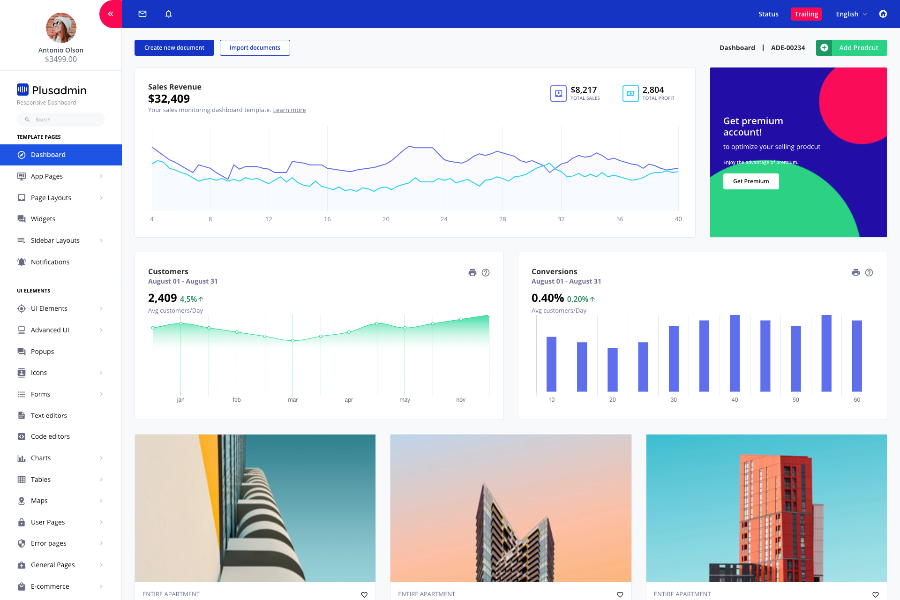 Antonio Olson
$3499.00
Plusadmin
Responsive Dashboard
Search
TEMPLATE PAGES
Dashboard
App Pages
Page Layouts
Widgets
Sidebar Layouts
Notifications
UI ELEMENTS
UI Elements
Advanced UI
Popups
Icons
Forms
Text editors
Code editors
Charts
Tables
Maps
User Pages
Error pages
General Pages
E-commerce
Status
Trailing
English
Create new document
Import documents
Dashboard | ADE-00234
Add Prodcut
Sales Revenue
$32,409
Your sales monitoring dashboard template. Learn more
$8,217
TOTAL SALES
2,804
TOTAL PROFIT
4 8 12 16 20 24 28 32 36 40
Get premium
account!
to optimize your selling prodcut
Enjoy the advantage of premium.
Get Premium
Customers
August 01 - August 31
2,409 4,5%
Avg customers/Day
jan feb mar apr may nov
Conversions
August 01 - August 31
0.40% 0.20%
Avg customers/Day
10 20 30 40 50 60
ENTIRE APARTMENT
ENTIRE APARTMENT
ENTIRE APARTMENT